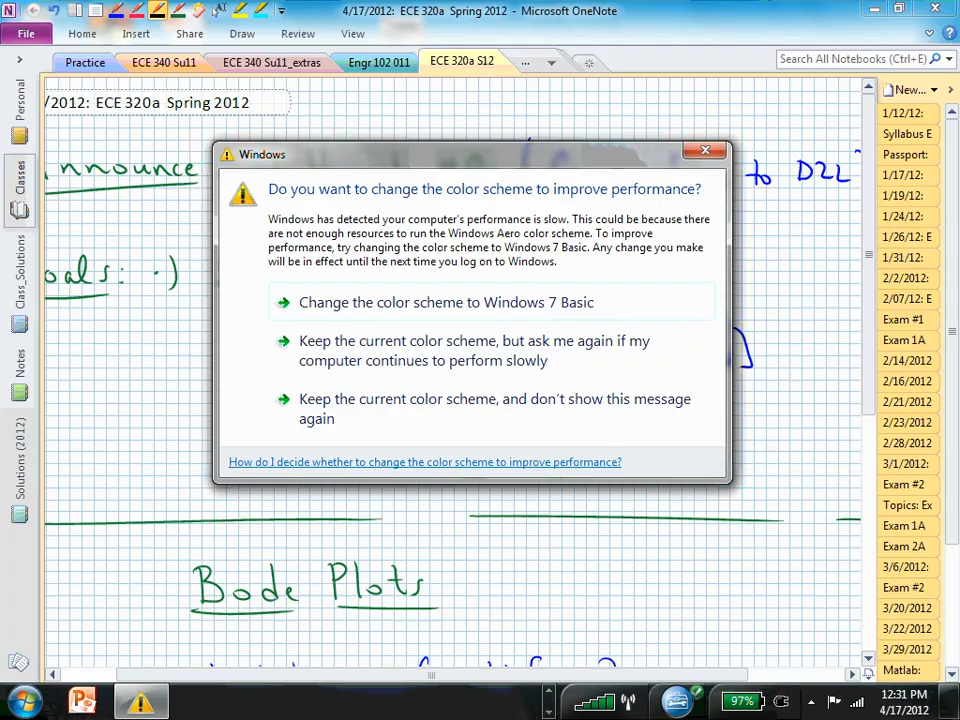 4/17/2012: ECE 320a Spring 2012 - Microsoft OneNote
File Home Insert Share Draw Review View
Practice ECE 340 Su11 ECE 340 Su11_extras Engr 102 011 ECE 320a S12 ... Search All Notebooks (Ctrl+E)
/2012: ECE 320a Spring 2012
New...
Personal
Classes
Class_Solutions
Notes
Solutions (2012)
nnounce
to D2L
oals: :)
Windows
Do you want to change the color scheme to improve performance?
Windows has detected your computer's performance is slow. This could be because there
are not enough resources to run the Windows Aero color scheme. To improve
performance, try changing the color scheme to Windows 7 Basic. Any change you make
will be in effect until the next time you log on to Windows.
Change the color scheme to Windows 7 Basic
Keep the current color scheme, but ask me again if my
computer continues to perform slowly
Keep the current color scheme, and don't show this message
again
How do I decide whether to change the color scheme to improve performance?
Bode Plots
1/12/12:
Syllabus E
Passport:
1/17/12:
1/19/12:
1/24/12:
1/26/12: E
1/31/12:
2/2/2012:
2/07/12: E
Exam #1
Exam 1A
2/14/2012
2/16/2012
2/21/2012
2/23/2012
2/28/2012
3/1/2012:
Exam #2
Topics: Ex
Exam 1A
Exam 2A
3/6/2012:
Exam #2
3/20/2012
3/22/2012
3/29/2012
Matlab:
97%
12:31 PM
4/17/2012